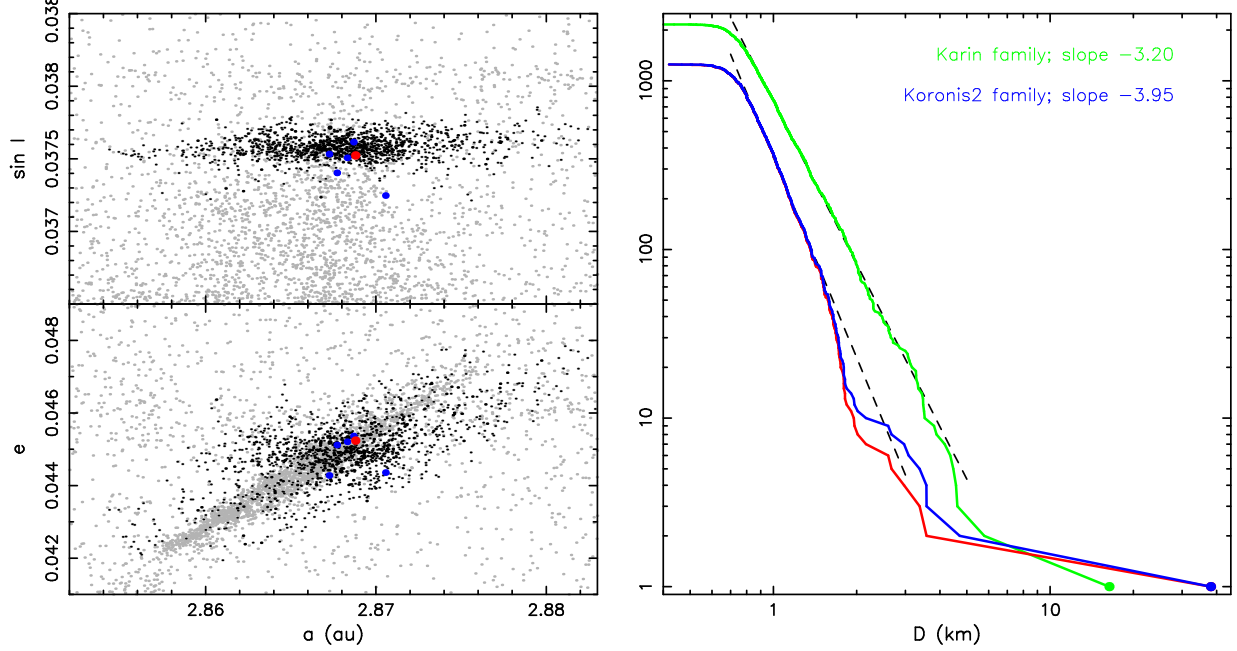 0.038
0.038
0.0375
0.037
sin I
0.048
0.046
0.044
0.042
e
2.86
2.87
2.88
a (au)
Karin family; slope −3.20
Koronis2 family; slope −3.95
1000
100
10
1
1
10
D (km)